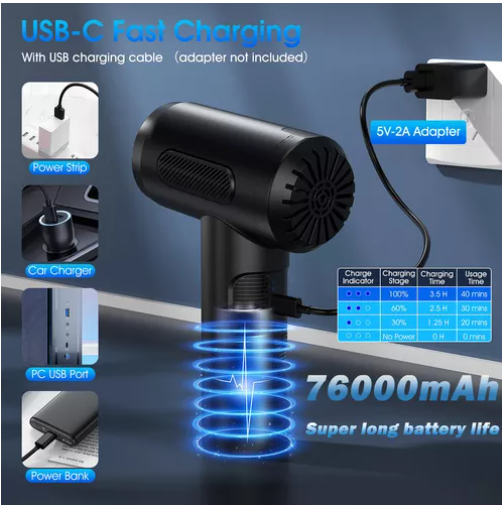 USB-C Fast Charging
With USB charging cable （adapter not included）
5V-2A Adapter
Power Strip
Car Charger
PC USB Port
Power Bank
Charge Indicator Charging Stage Charging Time Usage Time
100% 3.5 H 40 mins
60% 2.5 H 30 mins
30% 1.25 H 20 mins
No Power 0 H 0 mins
76000mAh
Super long battery life